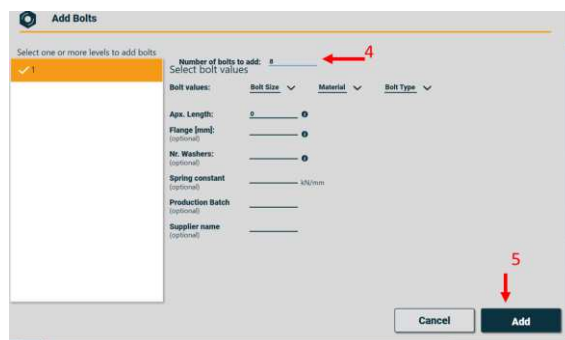 Add Bolts
Select one or more levels to add bolts
1
Number of bolts to add: 8
4
Select bolt values
Bolt values: Bolt Size Material Bolt Type
Apx. Length: 0
Flange [mm]:
(optional)
Nr. Washers:
(optional)
Spring constant kN/mm
(optional)
Production Batch
(optional)
Supplier name
(optional)
5
Cancel Add